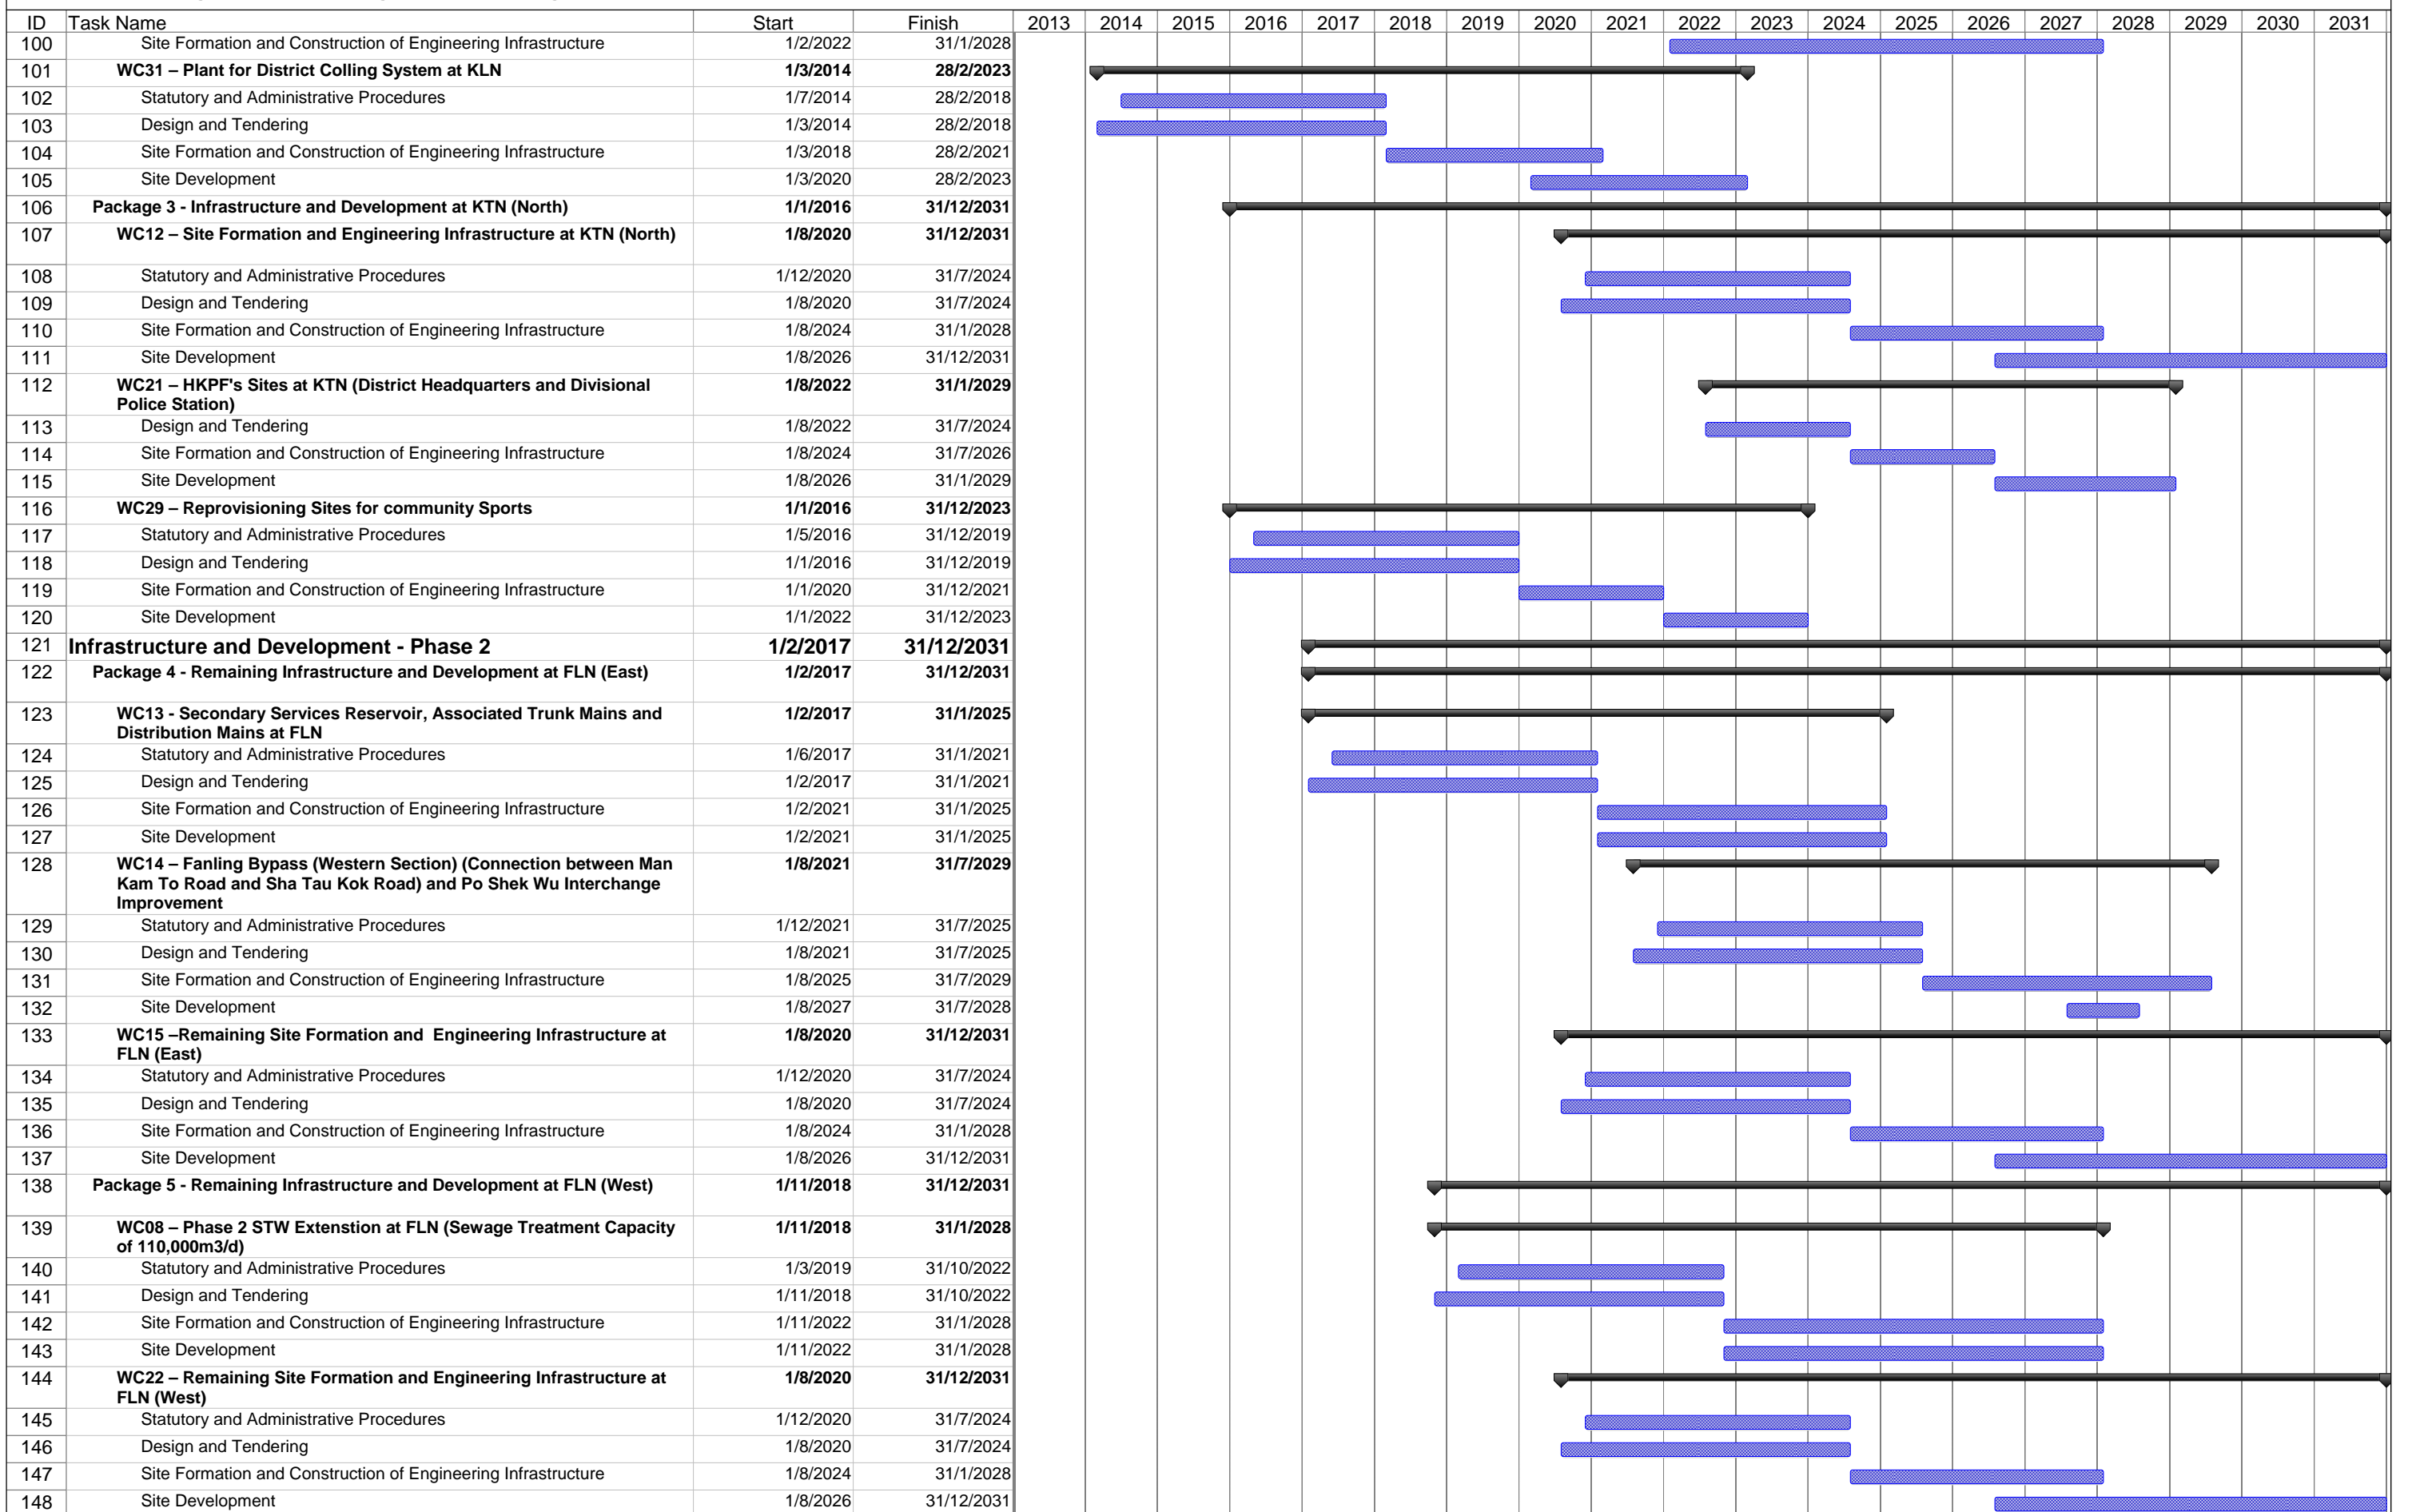 ID Task Name Start Finish 2013 2014 2015 2016 2017 2018 2019 2020 2021 2022 2023 2024 2025 2026 2027 2028 2029 2030 2031
100 Site Formation and Construction of Engineering Infrastructure 1/2/2022 31/1/2028
101 WC31 – Plant for District Colling System at KLN 1/3/2014 28/2/2023
102 Statutory and Administrative Procedures 1/7/2014 28/2/2018
103 Design and Tendering 1/3/2014 28/2/2018
104 Site Formation and Construction of Engineering Infrastructure 1/3/2018 28/2/2021
105 Site Development 1/3/2020 28/2/2023
106 Package 3 - Infrastructure and Development at KTN (North) 1/1/2016 31/12/2031
107 WC12 – Site Formation and Engineering Infrastructure at KTN (North) 1/8/2020 31/12/2031
108 Statutory and Administrative Procedures 1/12/2020 31/7/2024
109 Design and Tendering 1/8/2020 31/7/2024
110 Site Formation and Construction of Engineering Infrastructure 1/8/2024 31/1/2028
111 Site Development 1/8/2026 31/12/2031
112 WC21 – HKPF's Sites at KTN (District Headquarters and Divisional 1/8/2022 31/1/2029
Police Station)
113 Design and Tendering 1/8/2022 31/7/2024
114 Site Formation and Construction of Engineering Infrastructure 1/8/2024 31/7/2026
115 Site Development 1/8/2026 31/1/2029
116 WC29 – Reprovisioning Sites for community Sports 1/1/2016 31/12/2023
117 Statutory and Administrative Procedures 1/5/2016 31/12/2019
118 Design and Tendering 1/1/2016 31/12/2019
119 Site Formation and Construction of Engineering Infrastructure 1/1/2020 31/12/2021
120 Site Development 1/1/2022 31/12/2023
121 Infrastructure and Development - Phase 2 1/2/2017 31/12/2031
122 Package 4 - Remaining Infrastructure and Development at FLN (East) 1/2/2017 31/12/2031
123 WC13 - Secondary Services Reservoir, Associated Trunk Mains and 1/2/2017 31/1/2025
Distribution Mains at FLN
124 Statutory and Administrative Procedures 1/6/2017 31/1/2021
125 Design and Tendering 1/2/2017 31/1/2021
126 Site Formation and Construction of Engineering Infrastructure 1/2/2021 31/1/2025
127 Site Development 1/2/2021 31/1/2025
128 WC14 – Fanling Bypass (Western Section) (Connection between Man 1/8/2021 31/7/2029
Kam To Road and Sha Tau Kok Road) and Po Shek Wu Interchange
Improvement
129 Statutory and Administrative Procedures 1/12/2021 31/7/2025
130 Design and Tendering 1/8/2021 31/7/2025
131 Site Formation and Construction of Engineering Infrastructure 1/8/2025 31/7/2029
132 Site Development 1/8/2027 31/7/2028
133 WC15 –Remaining Site Formation and  Engineering Infrastructure at 1/8/2020 31/12/2031
FLN (East)
134 Statutory and Administrative Procedures 1/12/2020 31/7/2024
135 Design and Tendering 1/8/2020 31/7/2024
136 Site Formation and Construction of Engineering Infrastructure 1/8/2024 31/1/2028
137 Site Development 1/8/2026 31/12/2031
138 Package 5 - Remaining Infrastructure and Development at FLN (West) 1/11/2018 31/12/2031
139 WC08 – Phase 2 STW Extenstion at FLN (Sewage Treatment Capacity 1/11/2018 31/1/2028
of 110,000m3/d)
140 Statutory and Administrative Procedures 1/3/2019 31/10/2022
141 Design and Tendering 1/11/2018 31/10/2022
142 Site Formation and Construction of Engineering Infrastructure 1/11/2022 31/1/2028
143 Site Development 1/11/2022 31/1/2028
144 WC22 – Remaining Site Formation and Engineering Infrastructure at 1/8/2020 31/12/2031
FLN (West)
145 Statutory and Administrative Procedures 1/12/2020 31/7/2024
146 Design and Tendering 1/8/2020 31/7/2024
147 Site Formation and Construction of Engineering Infrastructure 1/8/2024 31/1/2028
148 Site Development 1/8/2026 31/12/2031